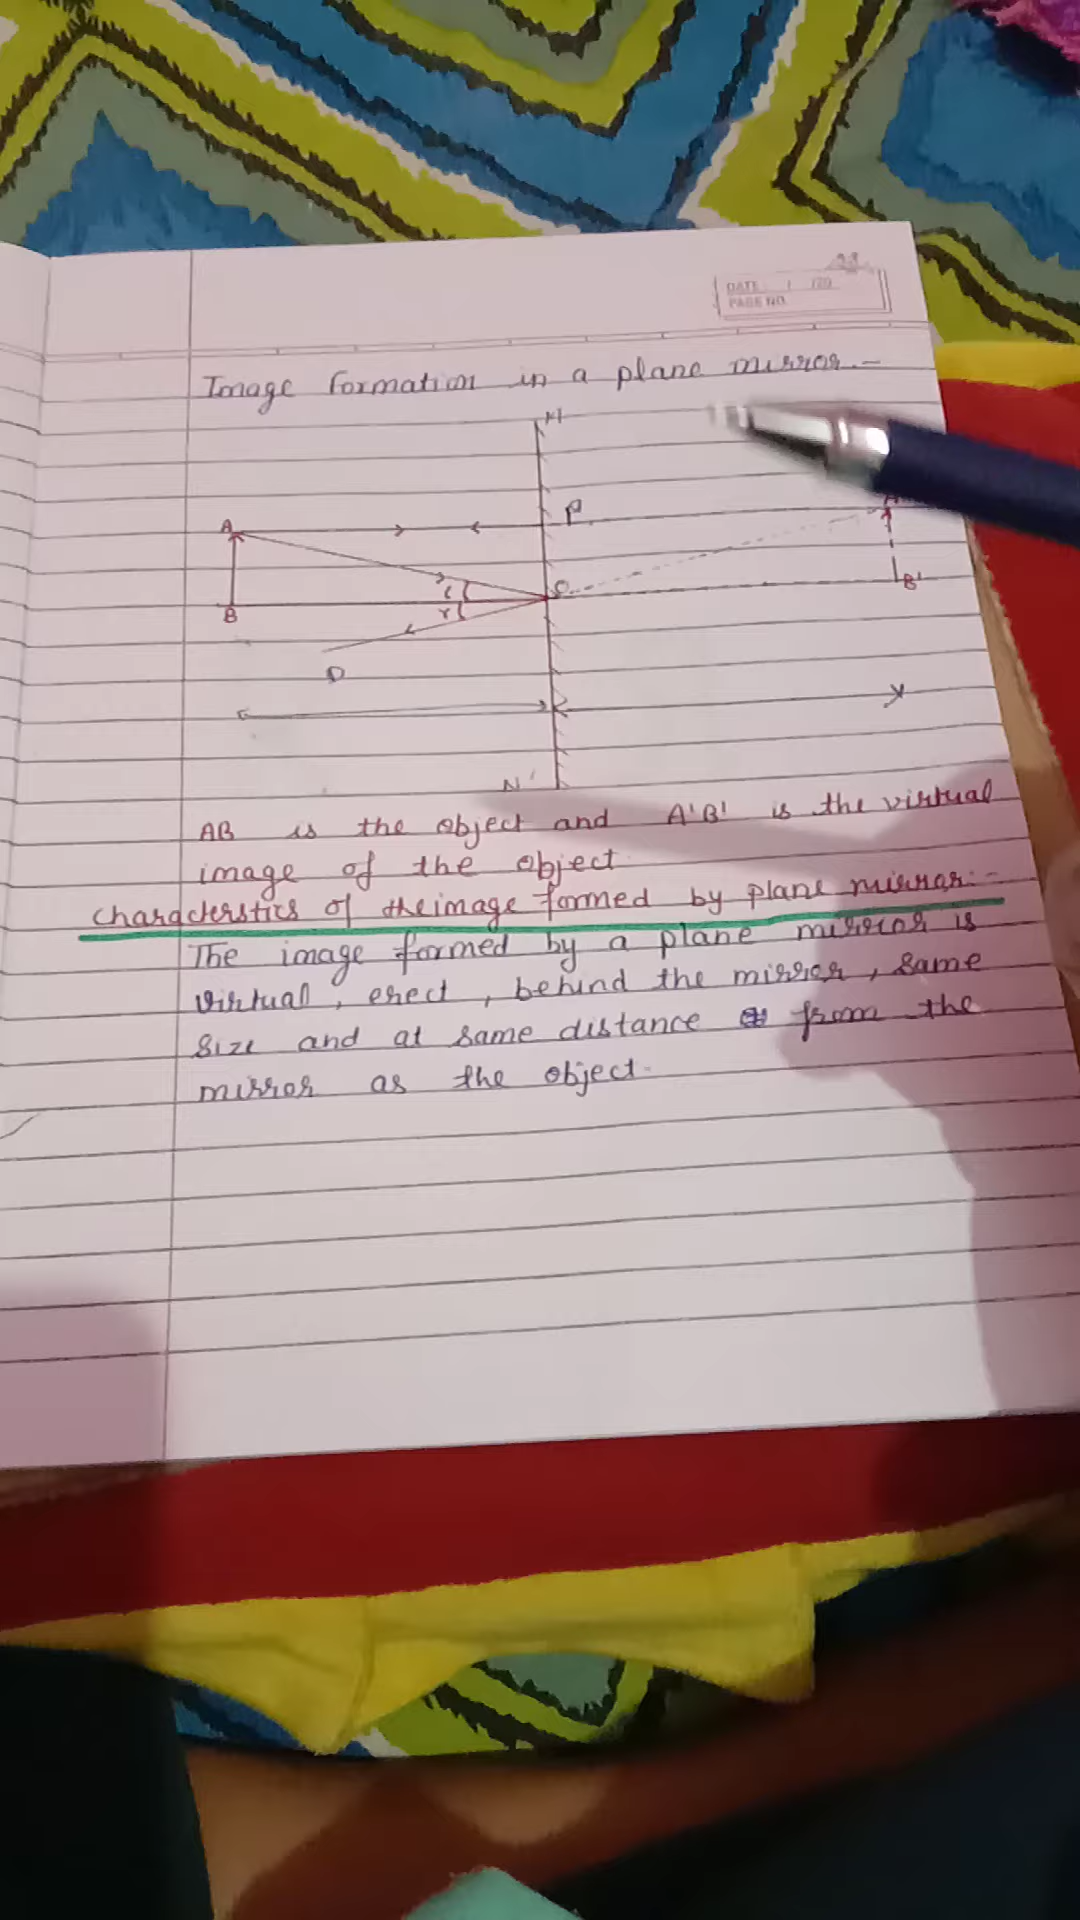 DATE / /20
PAGE NO.
Image formation in a plane mirror.-
M
A
P
A'
i
O
B'
B
r
D
N'
AB is the object and A'B' is the virtual
image of the object.
characterstics of the image formed by plane mirror:-
The image formed by a plane mirror is
virtual, erect, behind the mirror, same
size and at same distance from the
mirror as the object.